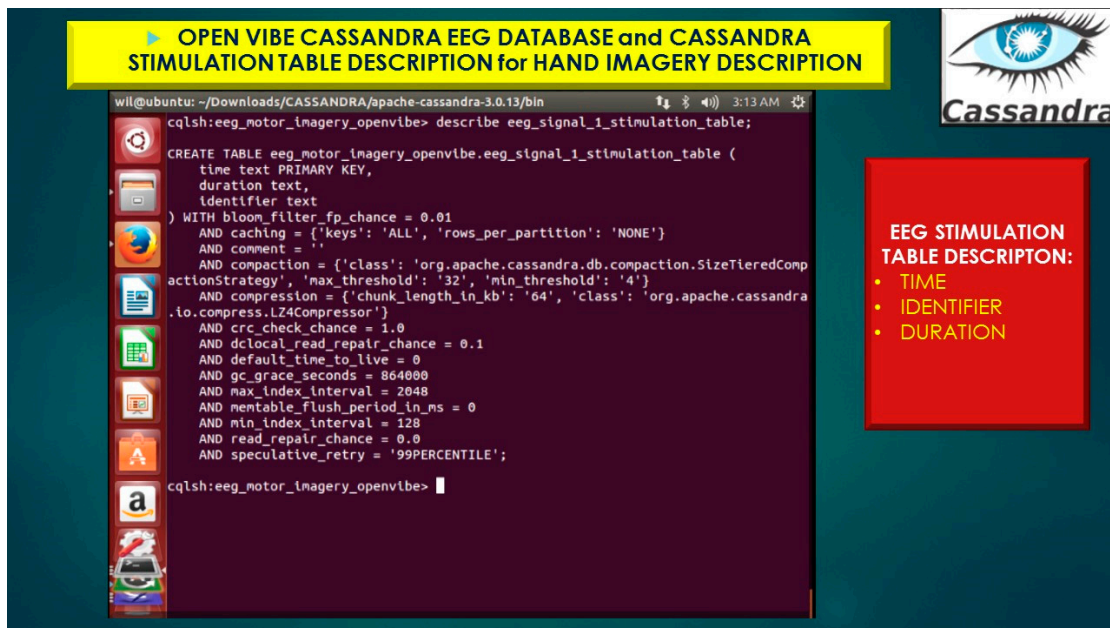 OPEN VIBE CASSANDRA EEG DATABASE and CASSANDRA
STIMULATION TABLE DESCRIPTION for HAND IMAGERY DESCRIPTION
Cassandra
wil@ubuntu: ~/Downloads/CASSANDRA/apache-cassandra-3.0.13/bin 3:13 AM
cqlsh:eeg_motor_imagery_openvibe> describe eeg_signal_1_stimulation_table;
CREATE TABLE eeg_motor_imagery_openvibe.eeg_signal_1_stimulation_table (
time text PRIMARY KEY,
duration text,
identifier text
) WITH bloom_filter_fp_chance = 0.01
AND caching = {'keys': 'ALL', 'rows_per_partition': 'NONE'}
AND comment = ''
AND compaction = {'class': 'org.apache.cassandra.db.compaction.SizeTieredComp
actionStrategy', 'max_threshold': '32', 'min_threshold': '4'}
AND compression = {'chunk_length_in_kb': '64', 'class': 'org.apache.cassandra
.io.compress.LZ4Compressor'}
AND crc_check_chance = 1.0
AND dclocal_read_repair_chance = 0.1
AND default_time_to_live = 0
AND gc_grace_seconds = 864000
AND max_index_interval = 2048
AND memtable_flush_period_in_ms = 0
AND min_index_interval = 128
AND read_repair_chance = 0.0
AND speculative_retry = '99PERCENTILE';
cqlsh:eeg_motor_imagery_openvibe>
EEG STIMULATION
TABLE DESCRIPTON:
• TIME
• IDENTIFIER
• DURATION